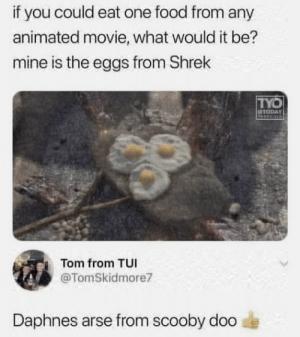 if you could eat one food from any
animated movie, what would it be?
mine is the eggs from Shrek
TYO
@TODAY
Tom from TUI
@TomSkidmore7
Daphnes arse from scooby doo 👍